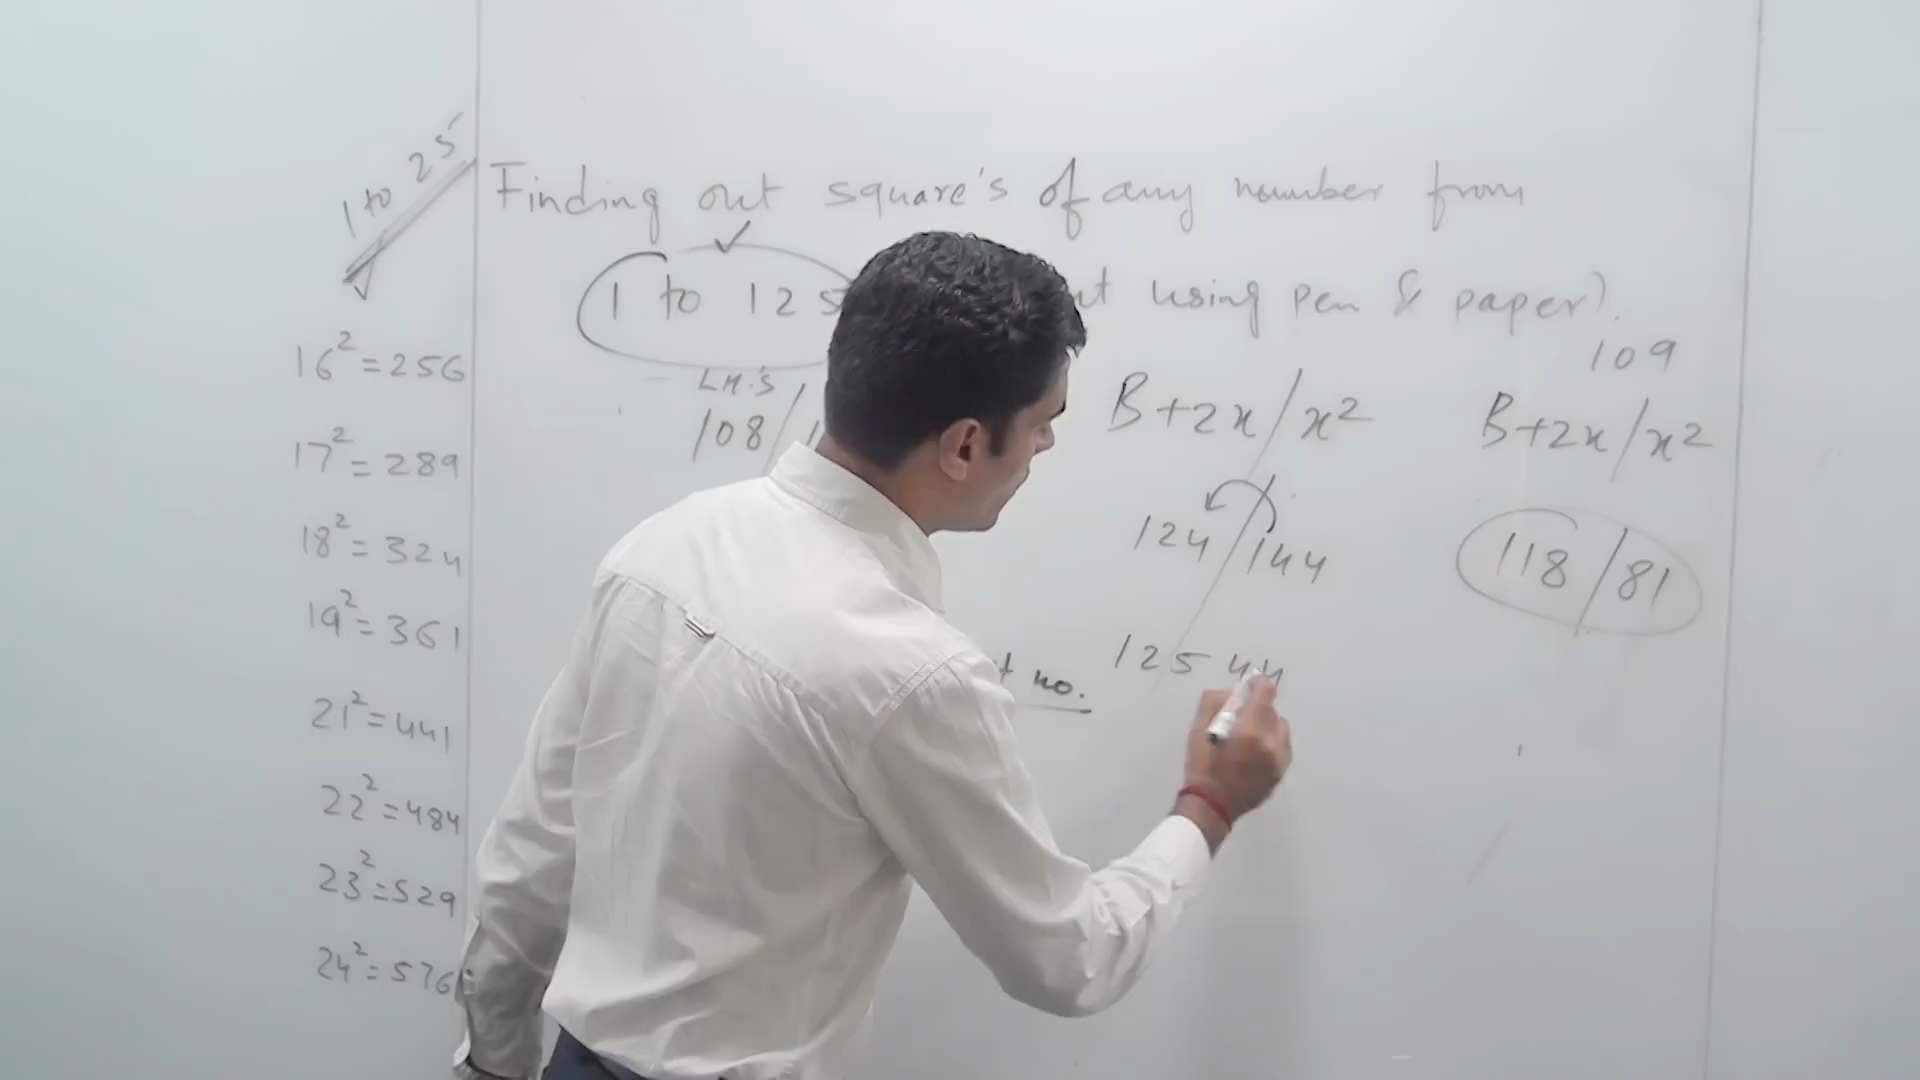 1 to 25
Finding out square's of any number from
1 to 125 using pen & paper).
16² = 256
17² = 289
18² = 324
19² = 361
21² = 441
22² = 484
23² = 529
24² = 576
108/
B+2x/x²
124/144
no.
12544
109
B+2x/x²
118/81